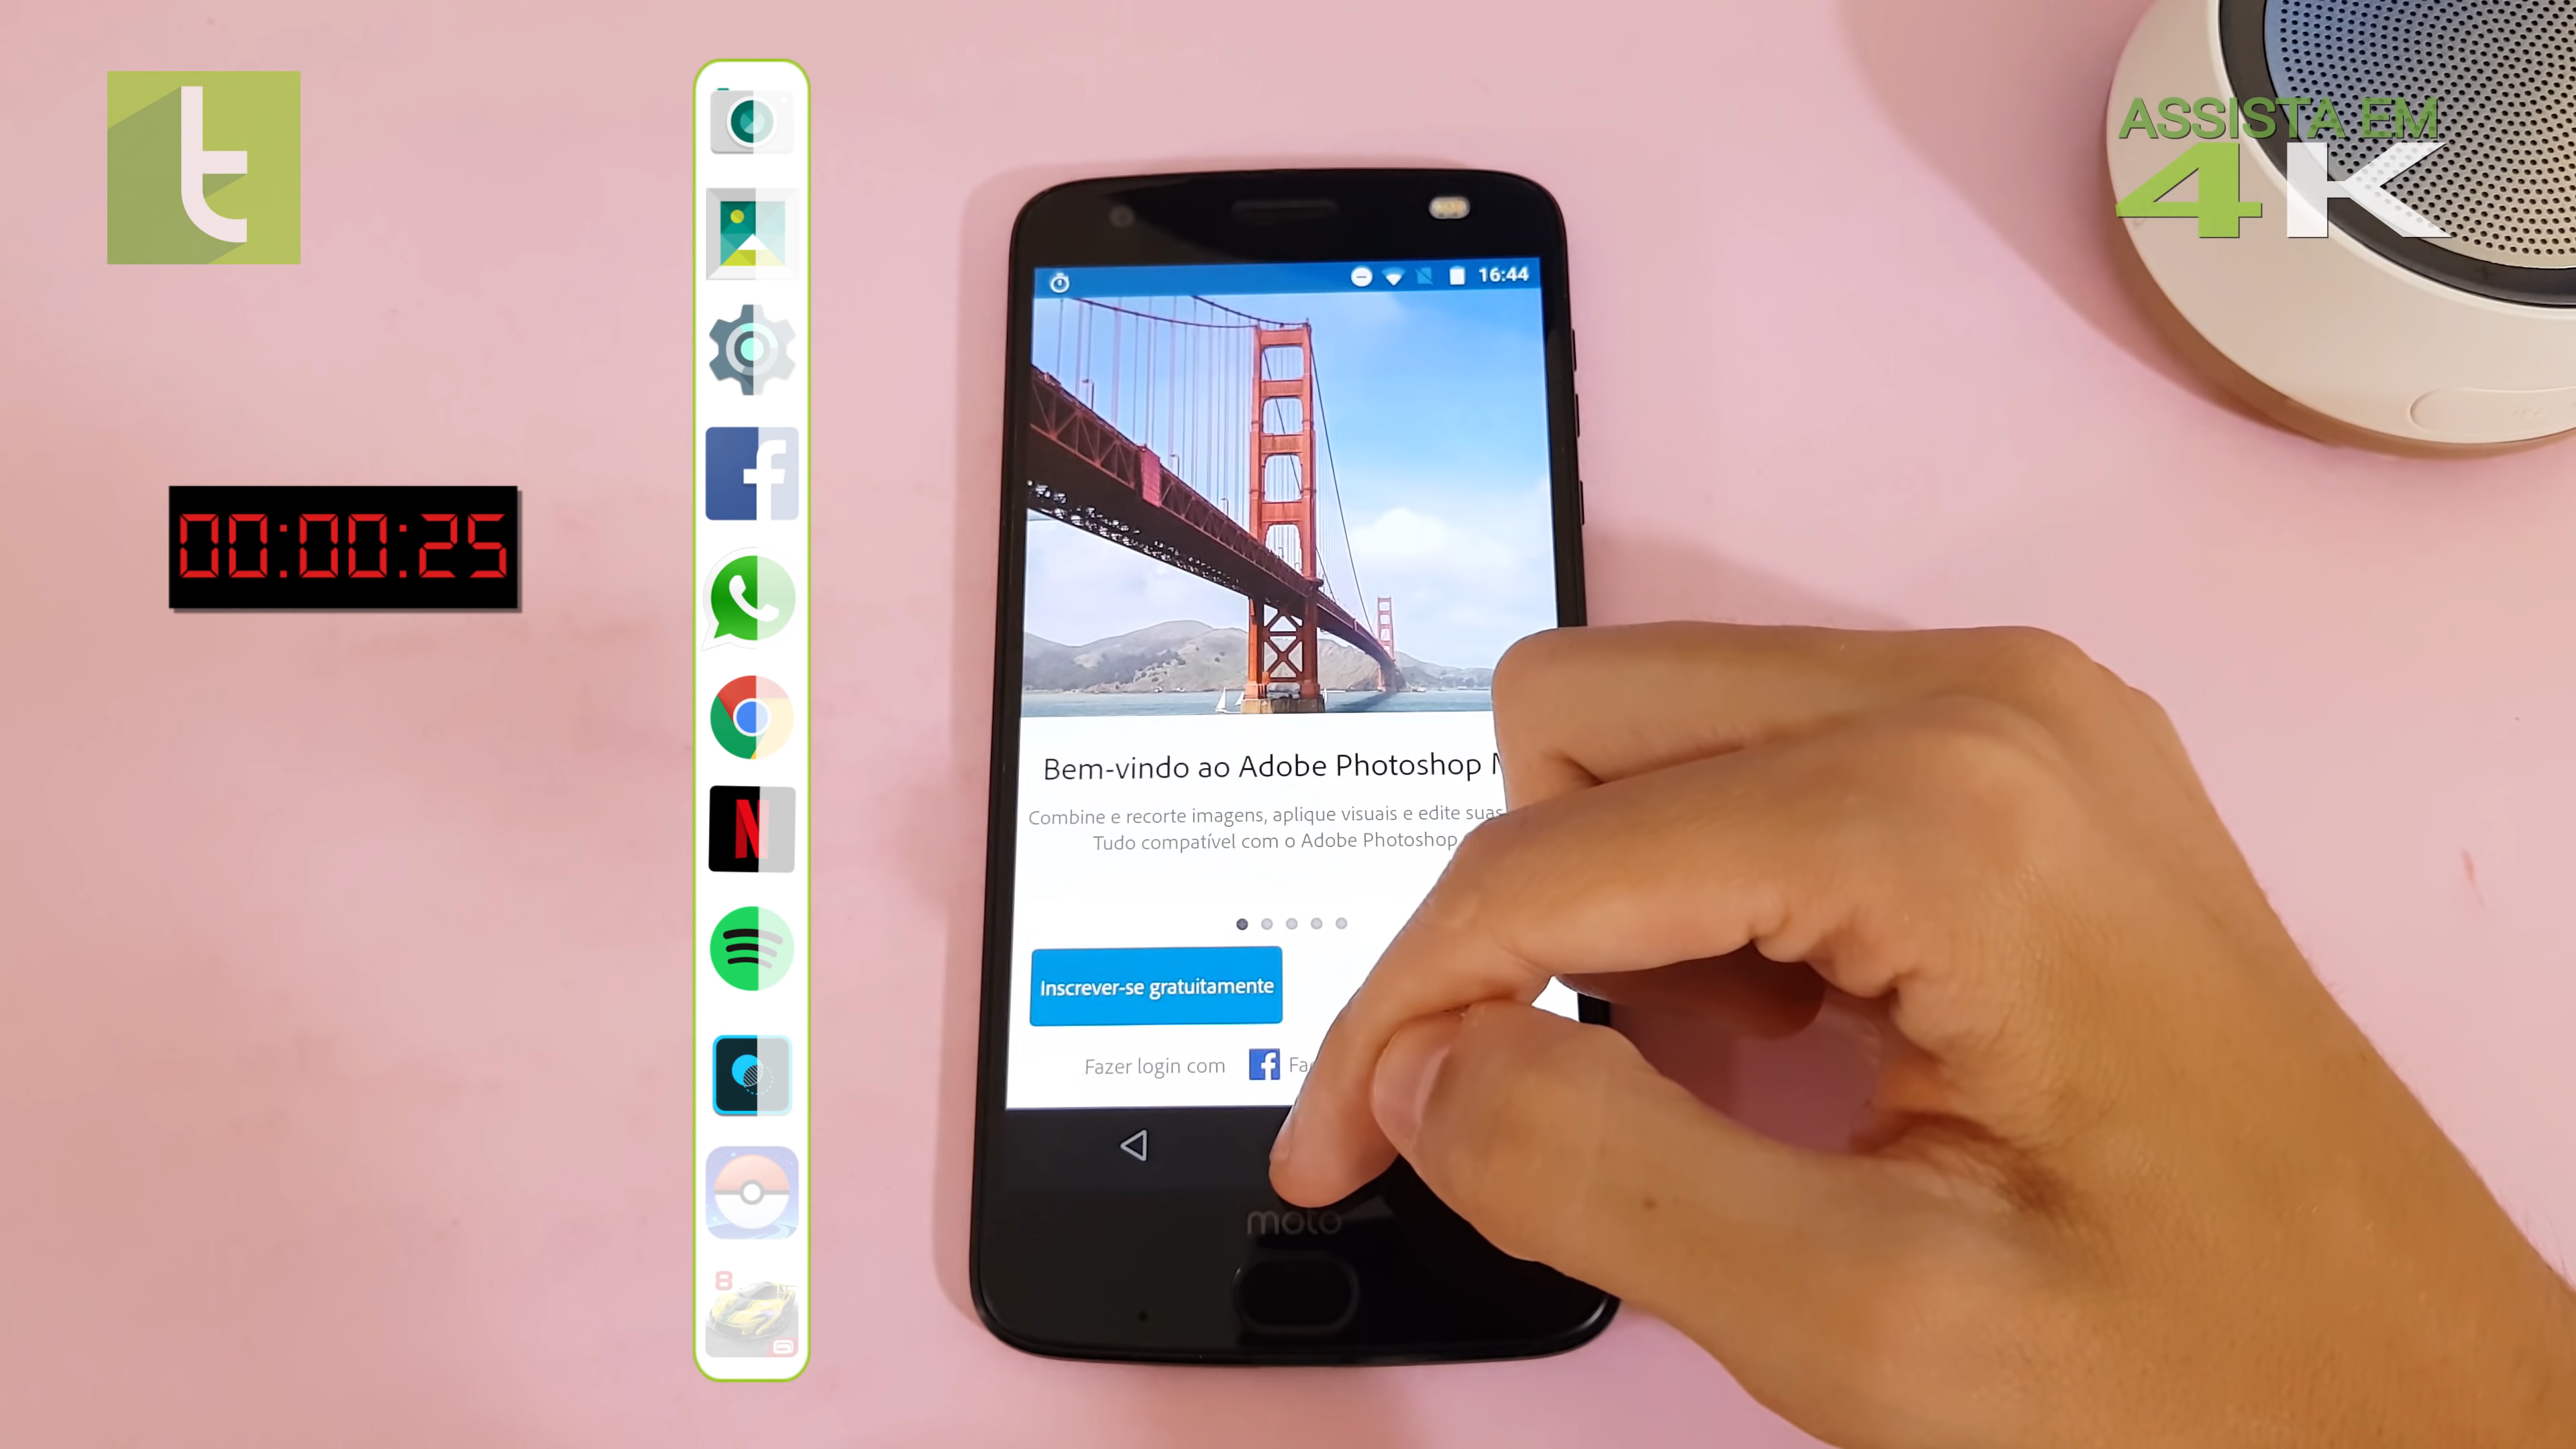 t
ASSISTA EM
4K
16:44
00:00:25
Bem-vindo ao Adobe Photoshop
Combine e recorte imagens, aplique visuais e edite suas
Tudo compatível com o Adobe Photoshop
Inscrever-se gratuitamente
Fazer login com
moto
8